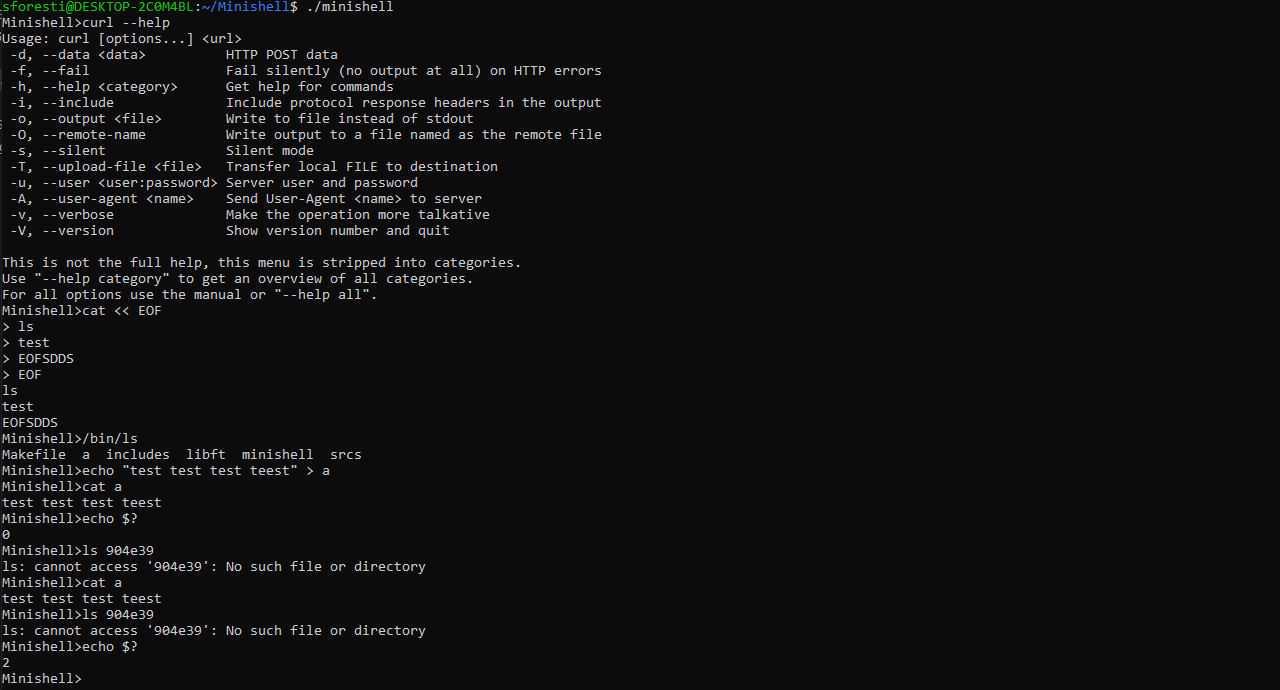 sforesti@DESKTOP-2C0M4BL:~/Minishell$ ./minishell
Minishell>curl --help
Usage: curl [options...] <url>
 -d, --data <data>          HTTP POST data
 -f, --fail                 Fail silently (no output at all) on HTTP errors
 -h, --help <category>      Get help for commands
 -i, --include              Include protocol response headers in the output
 -o, --output <file>        Write to file instead of stdout
 -O, --remote-name          Write output to a file named as the remote file
 -s, --silent               Silent mode
 -T, --upload-file <file>   Transfer local FILE to destination
 -u, --user <user:password> Server user and password
 -A, --user-agent <name>    Send User-Agent <name> to server
 -v, --verbose              Make the operation more talkative
 -V, --version              Show version number and quit

This is not the full help, this menu is stripped into categories.
Use "--help category" to get an overview of all categories.
For all options use the manual or "--help all".
Minishell>cat << EOF
> ls
> test
> EOFSDDS
> EOF
ls
test
EOFSDDS
Minishell>/bin/ls
Makefile  a  includes  libft  minishell  srcs
Minishell>echo "test test test teest" > a
Minishell>cat a
test test test teest
Minishell>echo $?
0
Minishell>ls 904e39
ls: cannot access '904e39': No such file or directory
Minishell>cat a
test test test teest
Minishell>ls 904e39
ls: cannot access '904e39': No such file or directory
Minishell>echo $?
2
Minishell>